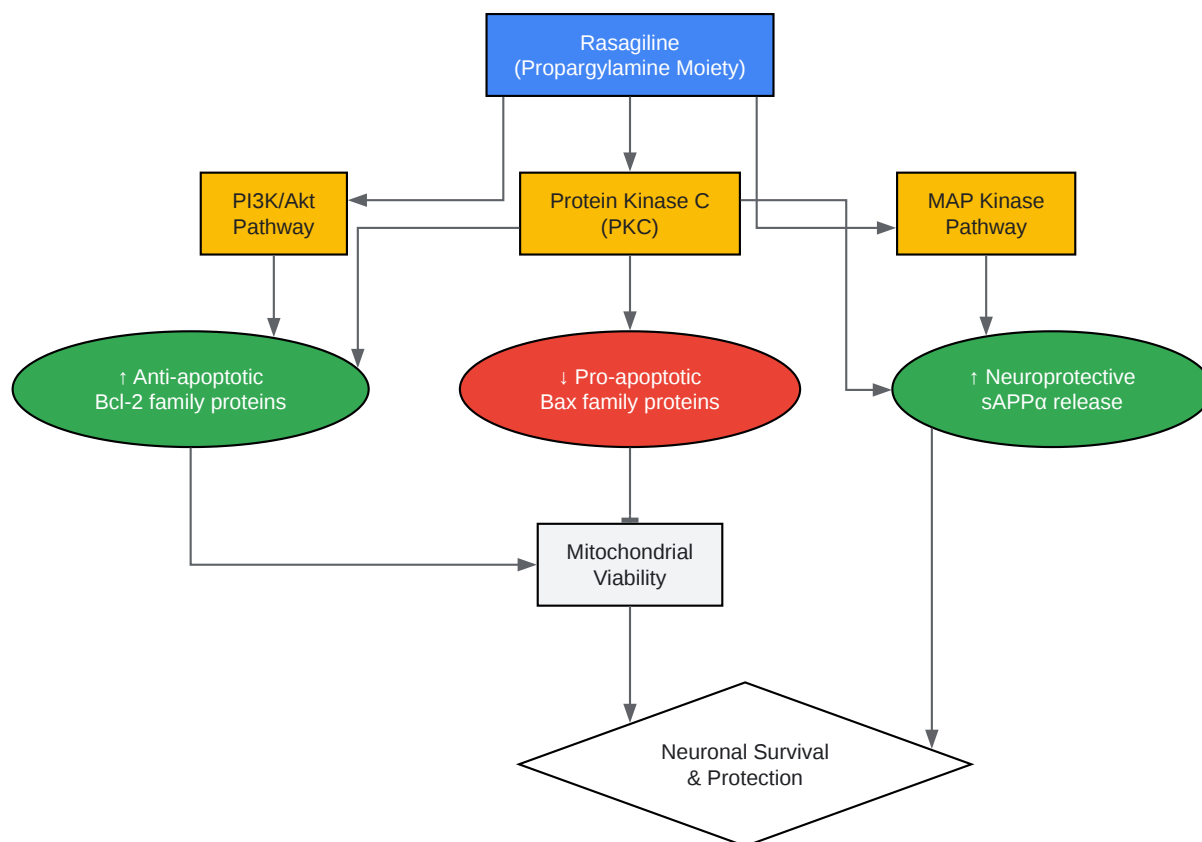 Rasagiline
(Propargylamine Moiety)
PI3K/Akt
Pathway
Protein Kinase C
(PKC)
MAP Kinase
Pathway
↑ Anti-apoptotic
Bcl-2 family proteins
↓ Pro-apoptotic
Bax family proteins
↑ Neuroprotective
sAPPα release
Mitochondrial
Viability
Neuronal Survival
& Protection